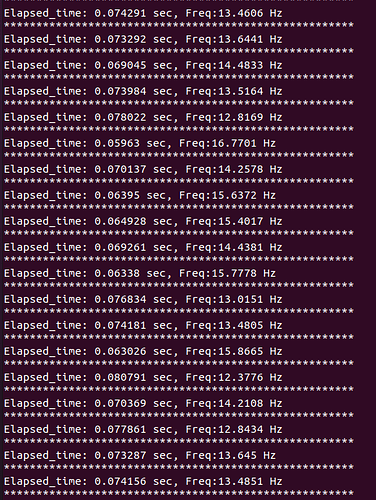 ******************************************************
Elapsed_time: 0.074291 sec, Freq:13.4606 Hz
******************************************************
Elapsed_time: 0.073292 sec, Freq:13.6441 Hz
******************************************************
Elapsed_time: 0.069045 sec, Freq:14.4833 Hz
******************************************************
Elapsed_time: 0.073984 sec, Freq:13.5164 Hz
******************************************************
Elapsed_time: 0.078022 sec, Freq:12.8169 Hz
******************************************************
Elapsed_time: 0.05963 sec, Freq:16.7701 Hz
******************************************************
Elapsed_time: 0.070137 sec, Freq:14.2578 Hz
******************************************************
Elapsed_time: 0.06395 sec, Freq:15.6372 Hz
******************************************************
Elapsed_time: 0.064928 sec, Freq:15.4017 Hz
******************************************************
Elapsed_time: 0.069261 sec, Freq:14.4381 Hz
******************************************************
Elapsed_time: 0.06338 sec, Freq:15.7778 Hz
******************************************************
Elapsed_time: 0.076834 sec, Freq:13.0151 Hz
******************************************************
Elapsed_time: 0.074181 sec, Freq:13.4805 Hz
******************************************************
Elapsed_time: 0.063026 sec, Freq:15.8665 Hz
******************************************************
Elapsed_time: 0.080791 sec, Freq:12.3776 Hz
******************************************************
Elapsed_time: 0.070369 sec, Freq:14.2108 Hz
******************************************************
Elapsed_time: 0.077861 sec, Freq:12.8434 Hz
******************************************************
Elapsed_time: 0.073287 sec, Freq:13.645 Hz
******************************************************
Elapsed_time: 0.074156 sec, Freq:13.4851 Hz
******************************************************